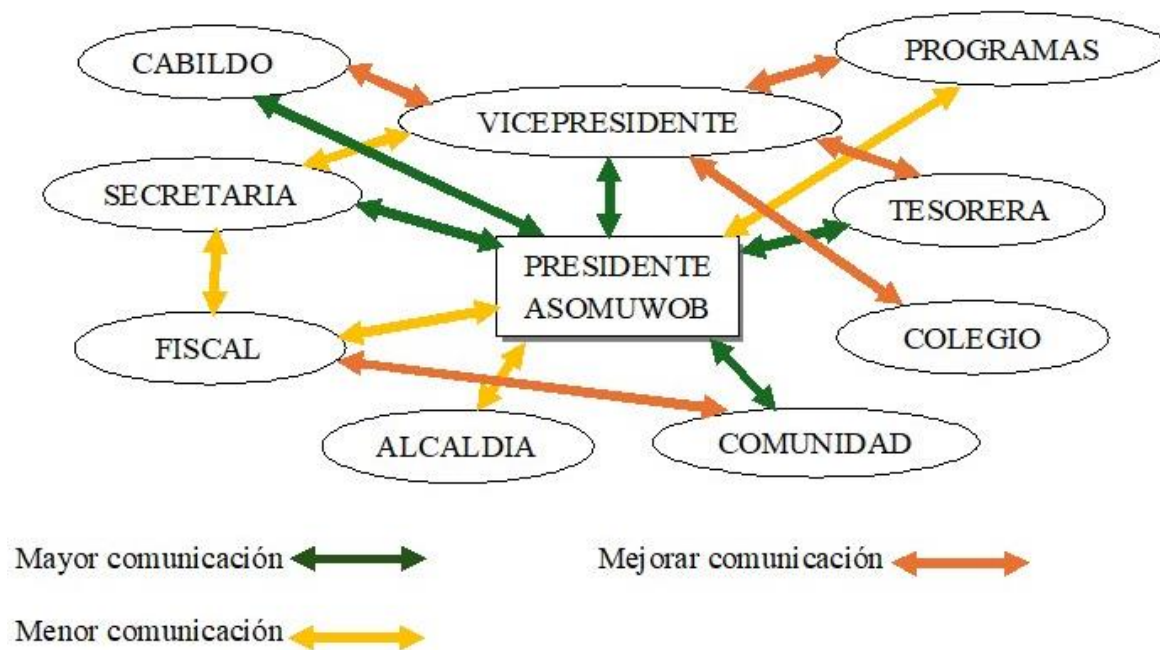 CABILDO
PROGRAMAS
VICEPRESIDENTE
SECRETARIA
TESORERA
PRESIDENTE
ASOMUWOB
FISCAL
COLEGIO
ALCALDIA
COMUNIDAD
Mayor comunicación
Mejorar comunicación
Menor comunicación